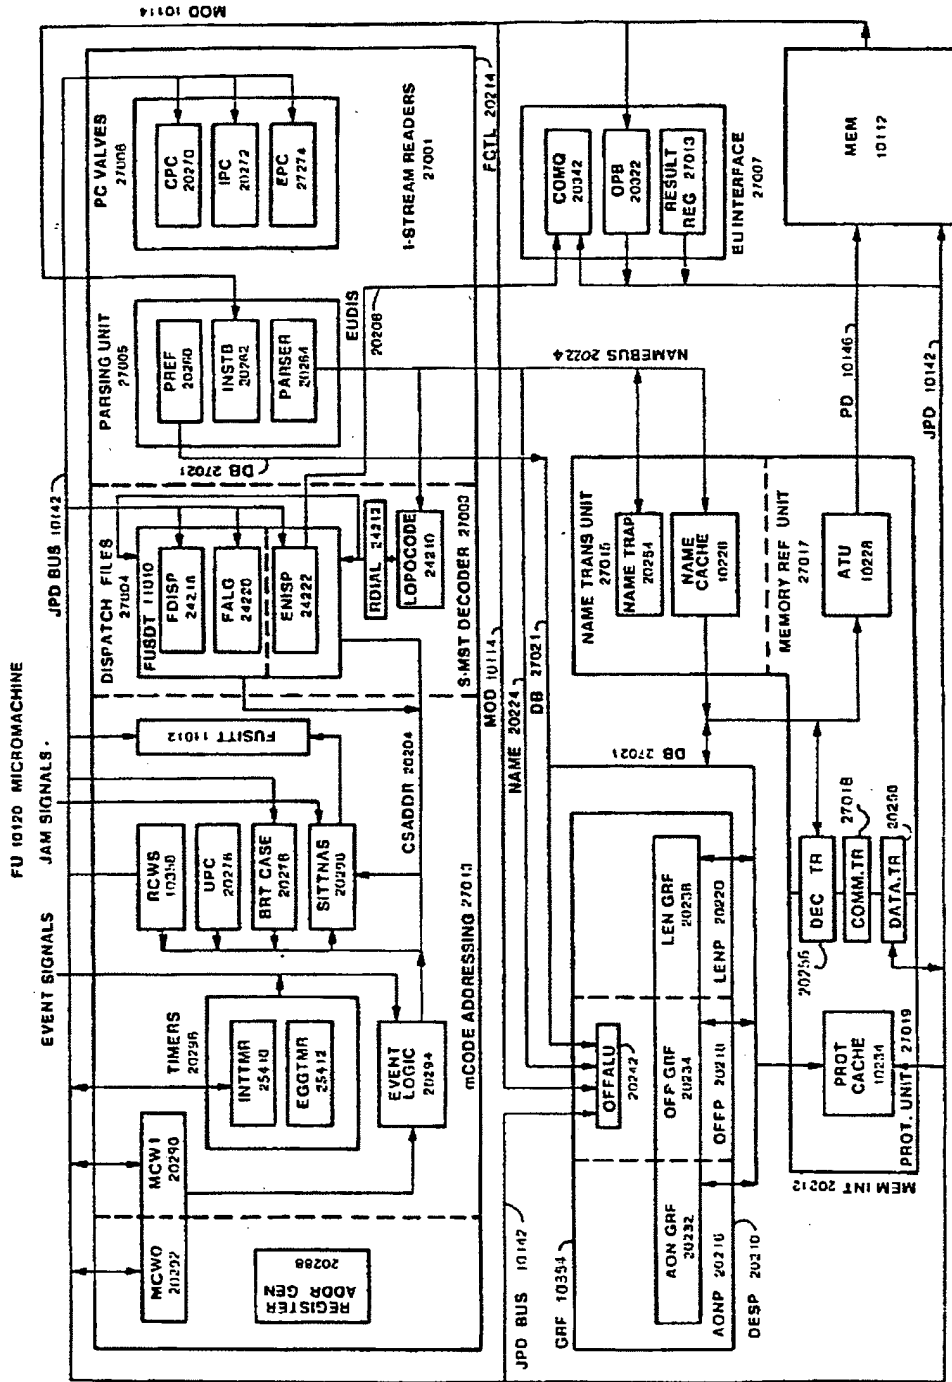 FU 10120 MICROMACHINE
EVENT SIGNALS
JAM SIGNALS
JPD BUS 10142
MOD 10114
MCW0
20292
MCW1
20290
REGISTER
ADDR GEN
20288
TIMERS
20296
INTTMR
25410
EGGTMR
25412
EVENT
LOGIC
20294
mCODE ADDRESSING 27013
RCWS
10358
UPC
20276
BRT CASE
20278
SITTNAS
20286
FUSITT 11012
CSADDR 20204
DISPATCH FILES
27004
FUSDT 11010
FDISP
24218
FALG
24220
ENISP
24222
RDIAL 24212
LOPOCODE
24210
S-MST DECODER 27003
DB 27021
PARSING UNIT
27005
PREF
20260
INSTB
20262
PARSER
20264
EUDIS
20206
PC VALVES
27006
CPC
20270
IPC
20272
EPC
27274
I-STREAM READERS
27001
FCTL 20214
MOD 10114
NAME 20224
DB 27021
NAMEBUS 20224
COMQ
20342
OPB
20322
RESULT
REG 27013
EU INTERFACE
27007
MEM
10112
PD 10146
JPD 10142
NAME TRANS UNIT
27015
NAME TRAP
20254
NAME
CACHE
10226
MEMORY REF UNIT
27017
ATU
10228
DB 27021
JPD BUS 10142
GRF 10354
OFFALU
20242
AON GRF
20232
OFF GRF
20234
LEN GRF
20236
AONP 20216
OFFP 20218
LENP 20220
DESP 20210
20256
DEC TR
COMM.TR
27018
DATA.TR
PROT
CACHE
10234
PROT. UNIT 27019
MEM INT 20212